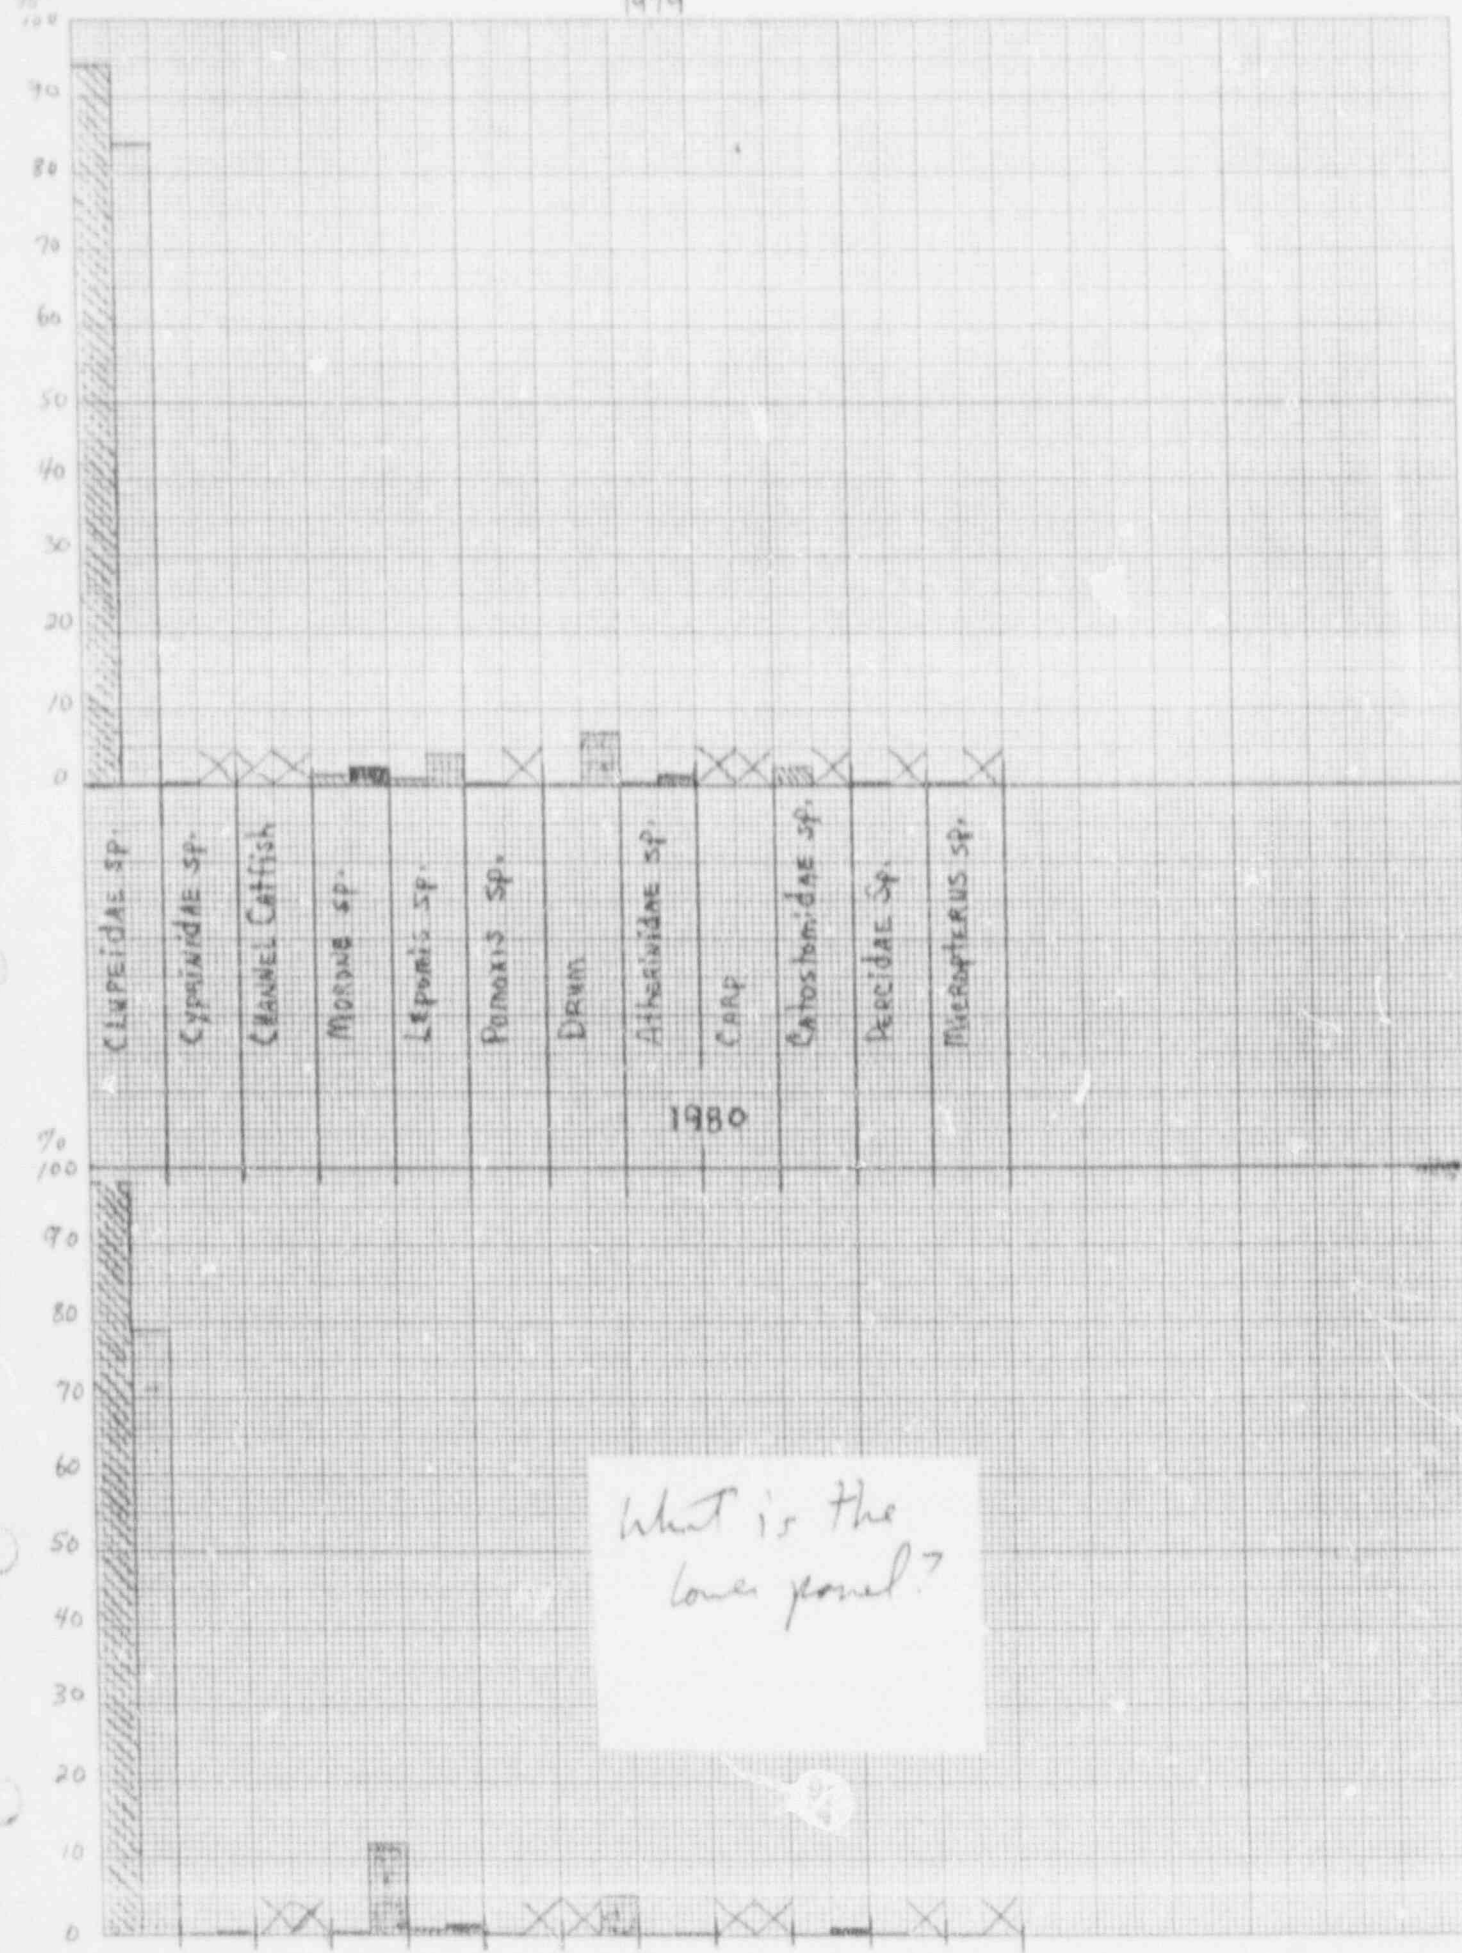 %
100
1979
90
80
70
60
50
40
30
20
10
0
CLUPEIDAE SP.
CYPRINIDAE SP.
CHANNEL CATFISH
MORONE SP.
LEPOMIS SP.
POMOXIS SP.
DRUM
AtheRINIDAE SP.
CARP
CAtostomidAE SP.
PERCIDAE SP.
MICROPTERUS SP.
1980
%
100
90
80
70
60
50
40
30
20
10
0
What is the
lower panel?